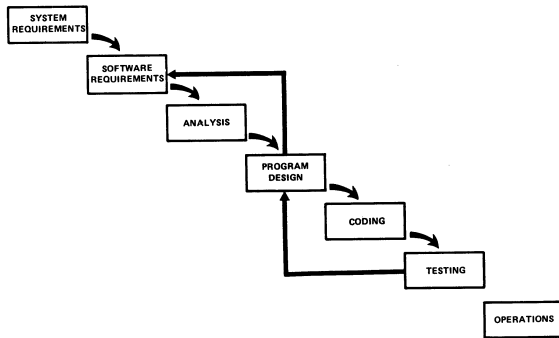 SYSTEM
REQUIREMENTS
SOFTWARE
REQUIREMENTS
ANALYSIS
PROGRAM
DESIGN
CODING
TESTING
OPERATIONS